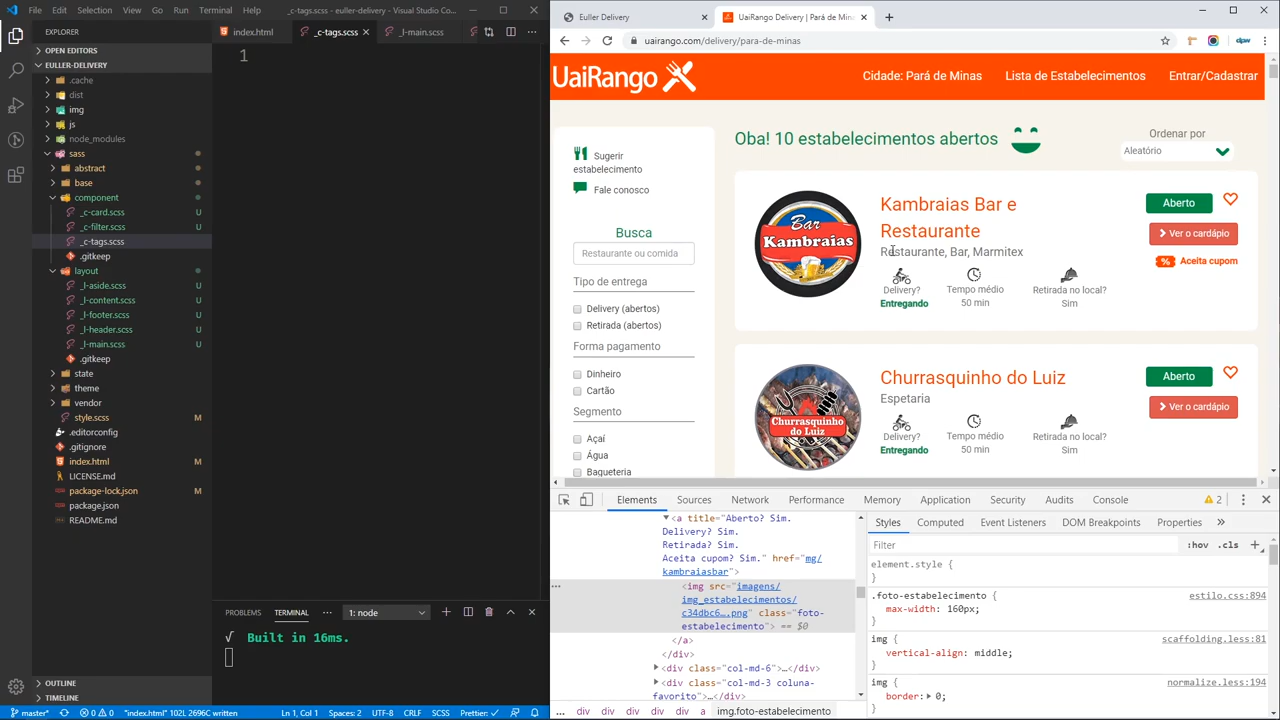 File Edit Selection View Go Run Terminal Help _c-tags.scss - euller-delivery - Visual Studio Co...
EXPLORER
OPEN EDITORS
EULLER-DELIVERY
.cache
dist
img
js
node_modules
sass
abstract
base
component
_c-card.scss U
_c-filter.scss U
_c-tags.scss
.gitkeep
layout
_l-aside.scss U
_l-content.scss U
_l-footer.scss U
_l-header.scss U
_l-main.scss U
.gitkeep
state
theme
vendor
style.scss M
.editorconfig
.gitignore
index.html M
LICENSE.md
package-lock.json M
package.json
README.md
OUTLINE
TIMELINE
index.html _c-tags.scss _l-main.scss
1
PROBLEMS TERMINAL ... 1: node
√ Built in 16ms.
master* 0 0 "index.html" 102L 2696C written Ln 1, Col 1 Tab Size: 2 UTF-8 CRLF SCSS Prettier: ✓
Euller Delivery UaiRango Delivery | Pará de Min
uairango.com/delivery/para-de-minas
UaiRango Cidade: Pará de Minas Lista de Estabelecimentos Entrar/Cadastrar
Sugerir
estabelecimento
Fale conosco
Busca
Restaurante ou comida
Tipo de entrega
Delivery (abertos)
Retirada (abertos)
Forma pagamento
Dinheiro
Cartão
Segmento
Açaí
Água
Bagueteria
Oba! 10 estabelecimentos abertos
Ordenar por
Aleatório
Bar
Kambraias
Kambraias Bar e
Restaurante
Restaurante, Bar, Marmitex
Delivery?
Entregando
Tempo médio
50 min
Retirada no local?
Sim
Aberto
Ver o cardápio
% Aceita cupom
Churrasquinho
do Luiz
Churrasquinho do Luiz
Espetaria
Delivery?
Entregando
Tempo médio
50 min
Retirada no local?
Sim
Aberto
Ver o cardápio
Elements Sources Network Performance Memory Application Security Audits Console 2
<a title="Aberto? Sim.
Delivery? Sim.
Retirada? Sim.
Aceita cupom? Sim." href="mg/
kambraiasbar">
<img src="imagens/
img_estabelecimentos/
c34dbc6….png" class="foto-
estabelecimento"> == $0
</a>
</div>
<div class="col-md-6">…</div>
<div class="col-md-3 coluna-
favorito">…</div>
... div div div div a img.foto-estabelecimento
Styles Computed Event Listeners DOM Breakpoints Properties »
Filter :hov .cls +
element.style {
}
.foto-estabelecimento { estilo.css:894
max-width: 160px;
}
img { scaffolding.less:81
vertical-align: middle;
}
img { normalize.less:194
border: 0;
}